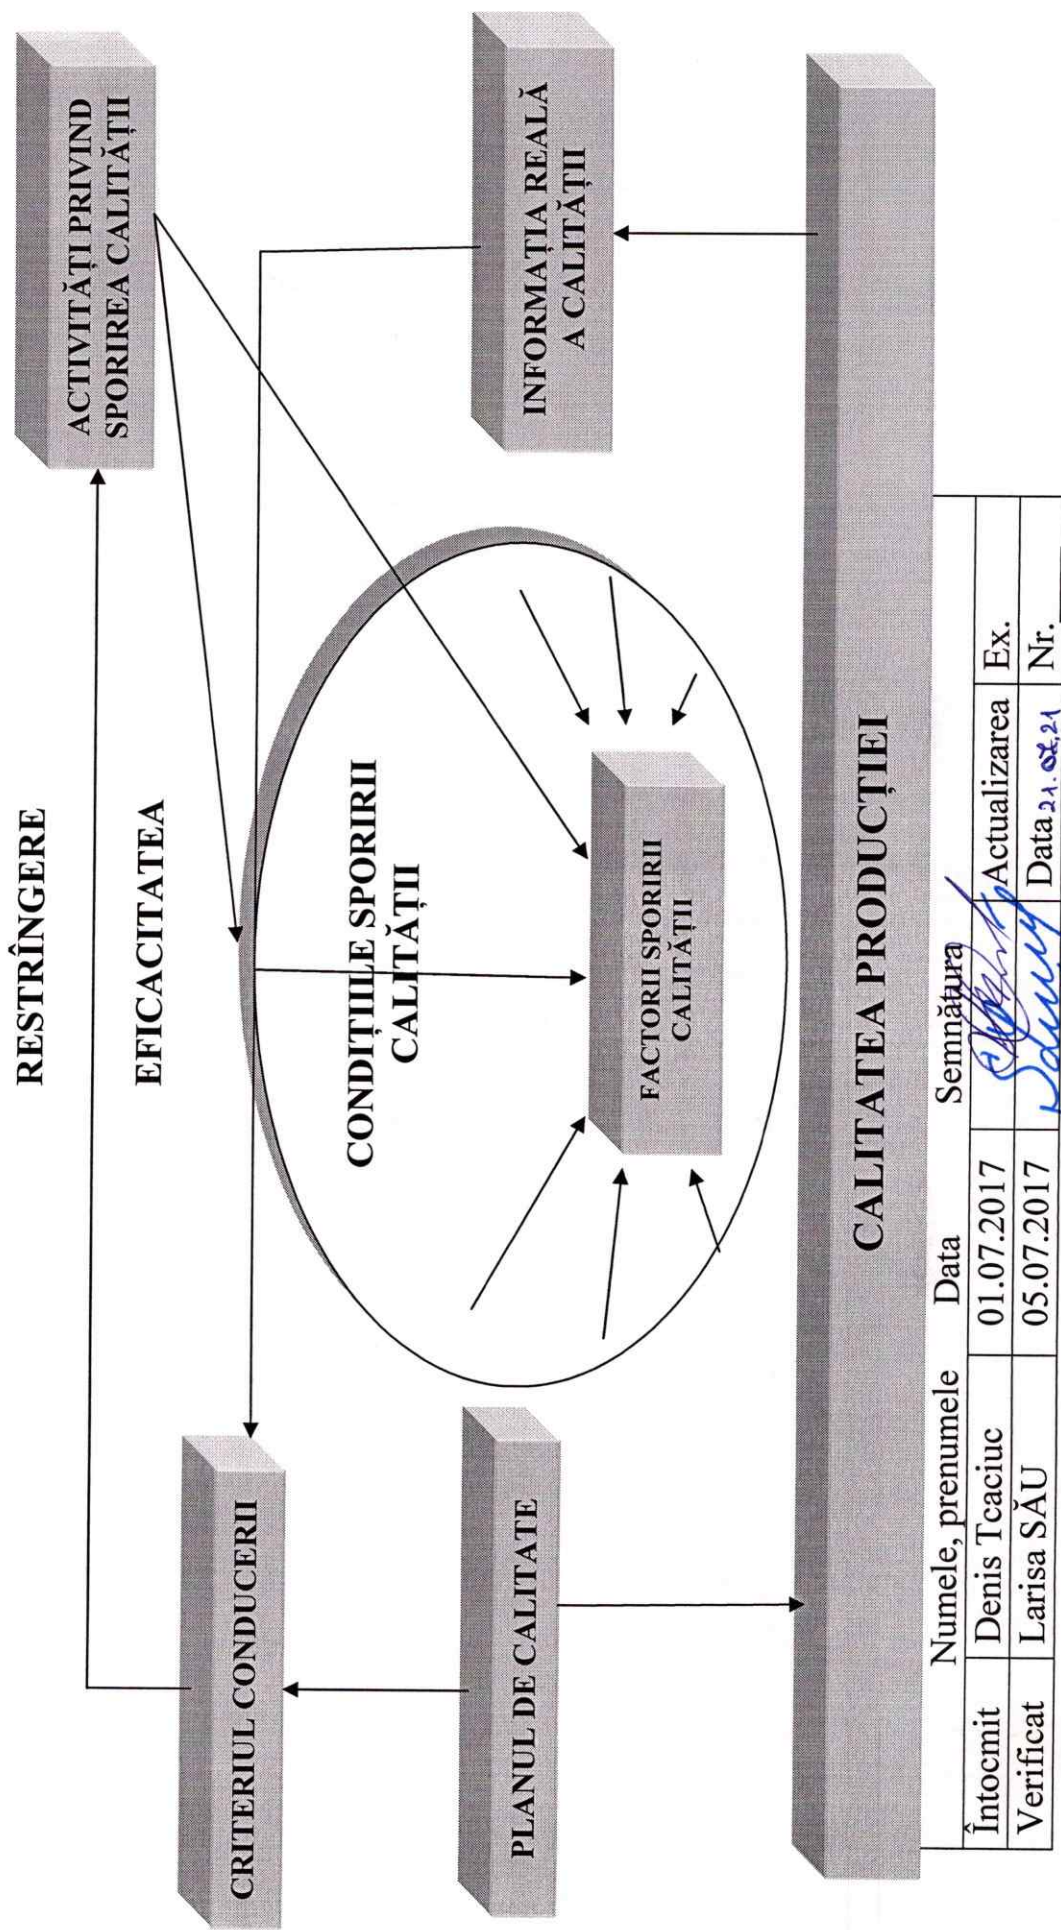 RESTRÎNGERE
EFICACITATEA
CRITERIUL CONDUCERII
ACTIVITĂȚI PRIVIND
SPORIREA CALITĂȚII
CONDIȚIILE SPORIRII
CALITĂȚII
PLANUL DE CALITATE
FACTORII SPORIRII
CALITĂȚII
INFORMAȚIA REALĂ
A CALITĂȚII
CALITATEA PRODUCȚIEI
Numele, prenumele Data Semnătura
Întocmit Denis Tcaciuc 01.07.2017 Actualizarea Ex.
Verificat Larisa SĂU 05.07.2017 Data 21. .21 Nr.